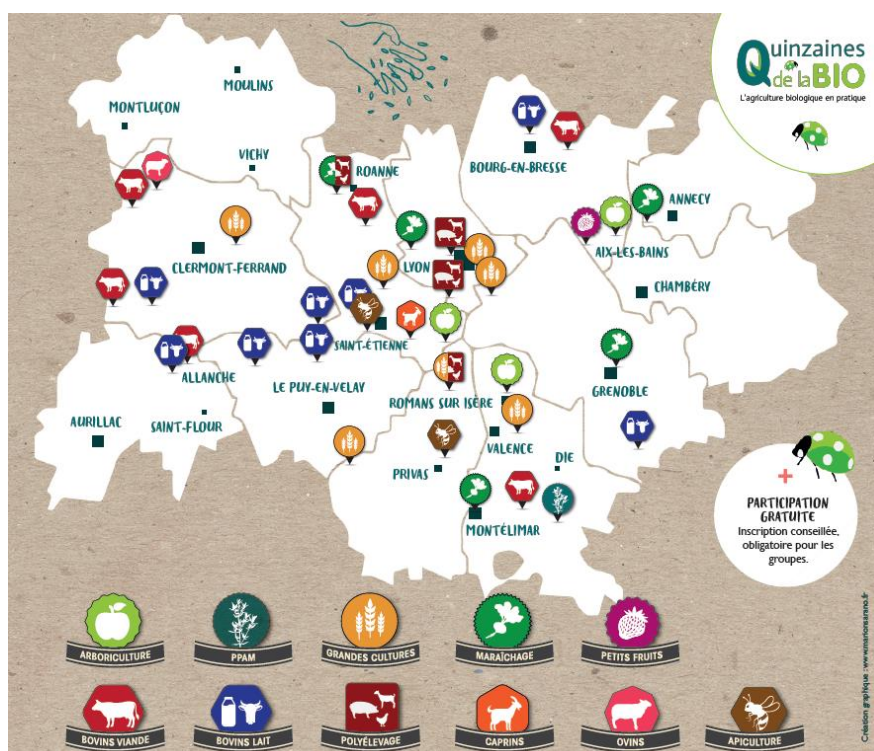 Quinzaines
de la BIO
L'agriculture biologique en pratique
MOULINS
MONTLUÇON
VICHY
ROANNE
BOURG-EN-BRESSE
ANNECY
AIX-LES-BAINS
CLERMONT-FERRAND
LYON
CHAMBÉRY
SAINT-ÉTIENNE
ALLANCHE
LE PUY-EN-VELAY
GRENOBLE
ROMANS SUR ISÈRE
AURILLAC
SAINT-FLOUR
VALENCE
PRIVAS
DIE
MONTÉLIMAR
+
PARTICIPATION
GRATUITE
Inscription conseillée,
obligatoire pour les
groupes.
ARBORICULTURE
PPAM
GRANDES CULTURES
MARAÎCHAGE
PETITS FRUITS
BOVINS VIANDE
BOVINS LAIT
POLYÉLEVAGE
CAPRINS
OVINS
APICULTURE